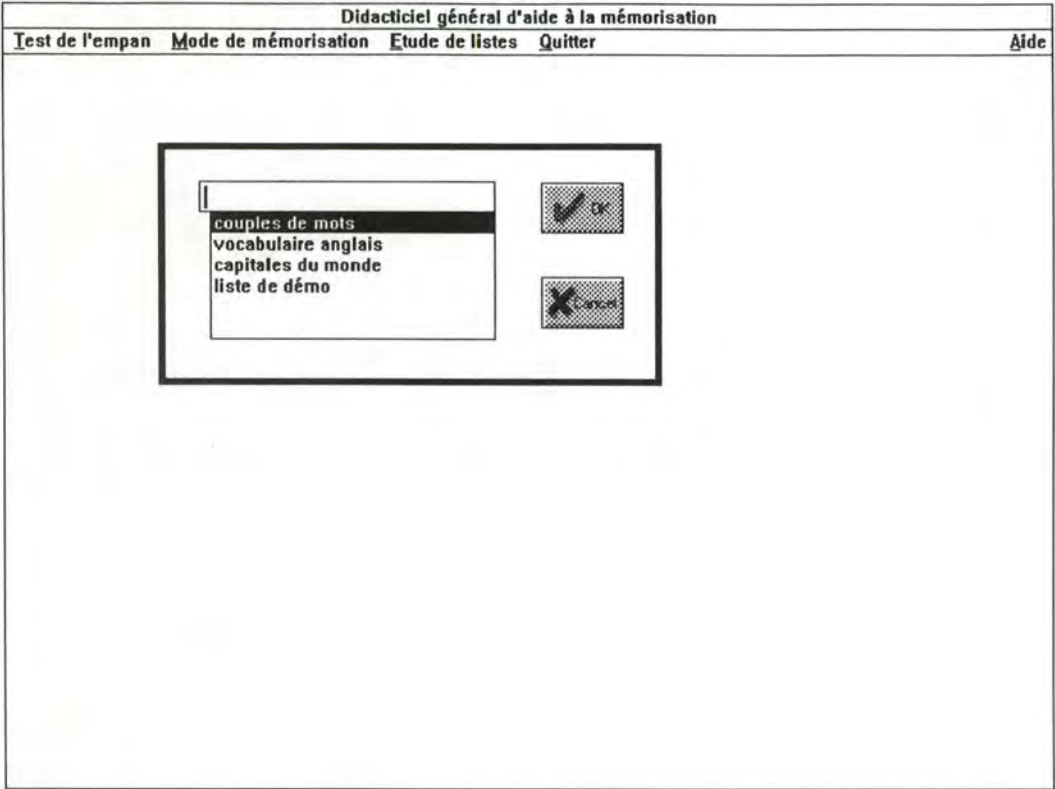 Didacticiel général d'aide à la mémorisation
Test de l'empan Mode de mémorisation Etude de listes Quitter Aide
couples de mots
vocabulaire anglais
capitales du monde
liste de démo
OK
Cancel